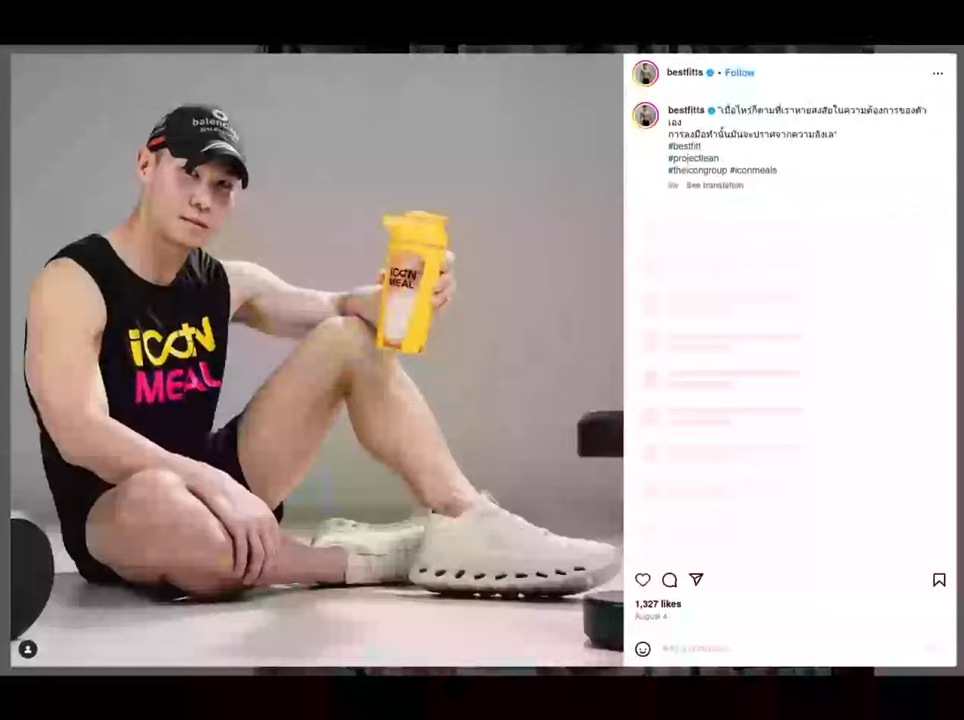 balenciaga
iCON
MEAL
iCON
MEAL
bestfitts • Follow
bestfitts "เมื่อไหร่ก็ตามที่เราหายสงสัยในความต้องการของตัว
เอง
การลงมือทำนั้นมันจะปราศจากความลังเล"
#bestfitt
#projectlean
#theicongroup #iconmeals
See translation
1,327 likes
August 4